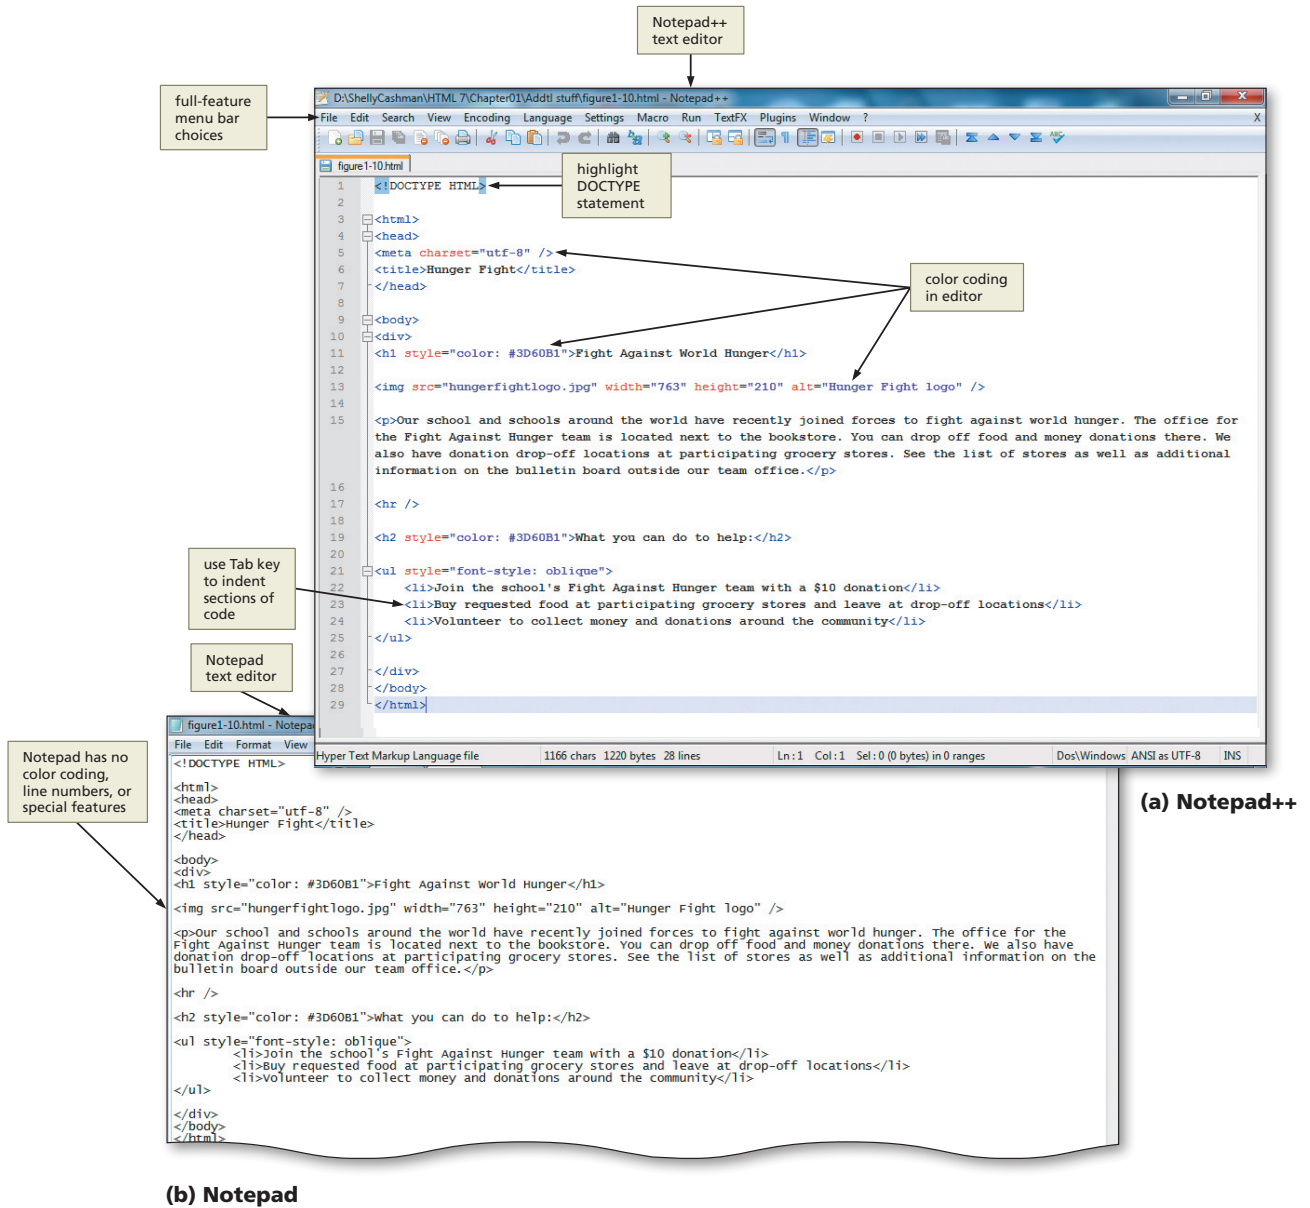 Notepad++
text editor
full-feature
menu bar
choices
D:\ShellyCashman\HTML 7\Chapter01\Addtl stuff\figure1-10.html - Notepad++
File Edit Search View Encoding Language Settings Macro Run TextFX Plugins Window ? X
figure1-10.html
highlight
DOCTYPE
statement
1 <!DOCTYPE HTML>
2
3 <html>
4 <head>
5 <meta charset="utf-8" />
6 <title>Hunger Fight</title>
7 </head>
8
color coding
in editor
9 <body>
10 <div>
11 <h1 style="color: #3D60B1">Fight Against World Hunger</h1>
12
13 <img src="hungerfightlogo.jpg" width="763" height="210" alt="Hunger Fight logo" />
14
15 <p>Our school and schools around the world have recently joined forces to fight against world hunger. The office for
the Fight Against Hunger team is located next to the bookstore. You can drop off food and money donations there. We
also have donation drop-off locations at participating grocery stores. See the list of stores as well as additional
information on the bulletin board outside our team office.</p>
16
17 <hr />
18
19 <h2 style="color: #3D60B1">What you can do to help:</h2>
20
21 <ul style="font-style: oblique">
22 <li>Join the school's Fight Against Hunger team with a $10 donation</li>
23 <li>Buy requested food at participating grocery stores and leave at drop-off locations</li>
24 <li>Volunteer to collect money and donations around the community</li>
25 </ul>
26
27 </div>
28 </body>
29 </html>
Hyper Text Markup Language file 1166 chars 1220 bytes 28 lines Ln : 1 Col : 1 Sel : 0 (0 bytes) in 0 ranges Dos\Windows ANSI as UTF-8 INS
(a) Notepad++
use Tab key
to indent
sections of
code
Notepad
text editor
Notepad has no
color coding,
line numbers, or
special features
figure1-10.html - Notepa
File Edit Format View
<!DOCTYPE HTML>
<html>
<head>
<meta charset="utf-8" />
<title>Hunger Fight</title>
</head>
<body>
<div>
<h1 style="color: #3D60B1">Fight Against World Hunger</h1>
<img src="hungerfightlogo.jpg" width="763" height="210" alt="Hunger Fight logo" />
<p>Our school and schools around the world have recently joined forces to fight against world hunger. The office for the
Fight Against Hunger team is located next to the bookstore. You can drop off food and money donations there. We also have
donation drop-off locations at participating grocery stores. See the list of stores as well as additional information on the
bulletin board outside our team office.</p>
<hr />
<h2 style="color: #3D60B1">What you can do to help:</h2>
<ul style="font-style: oblique">
<li>Join the school's Fight Against Hunger team with a $10 donation</li>
<li>Buy requested food at participating grocery stores and leave at drop-off locations</li>
<li>Volunteer to collect money and donations around the community</li>
</ul>
</div>
</body>
</html>
(b) Notepad